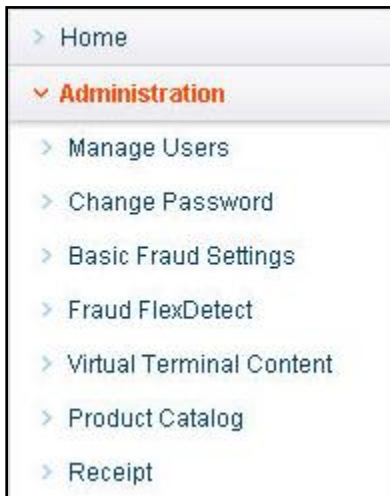 Home
Administration
Manage Users
Change Password
Basic Fraud Settings
Fraud FlexDetect
Virtual Terminal Content
Product Catalog
Receipt